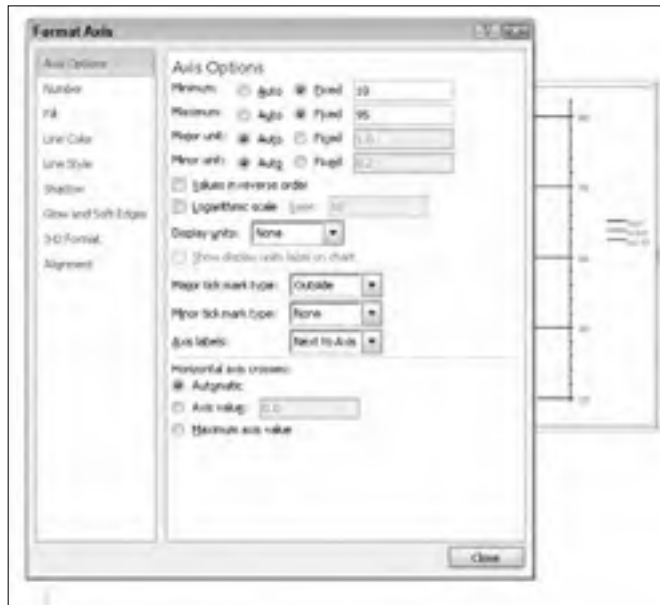 Format Axis
Axis Options
Number
Fill
Line Color
Line Style
Shadow
Glow and Soft Edges
3-D Format
Alignment
Axis Options
Minimum: Auto Fixed
Maximum: Auto Fixed 95
Major unit: Auto Fixed
Minor unit: Auto Fixed
Values in reverse order
Logarithmic scale
Display units: None
Show display units label on chart
Major tick mark type: Outside
Minor tick mark type: None
Axis labels: Next to Axis
Horizontal axis crosses:
Automatic
Axis value: 0.0
Maximum axis value
Close